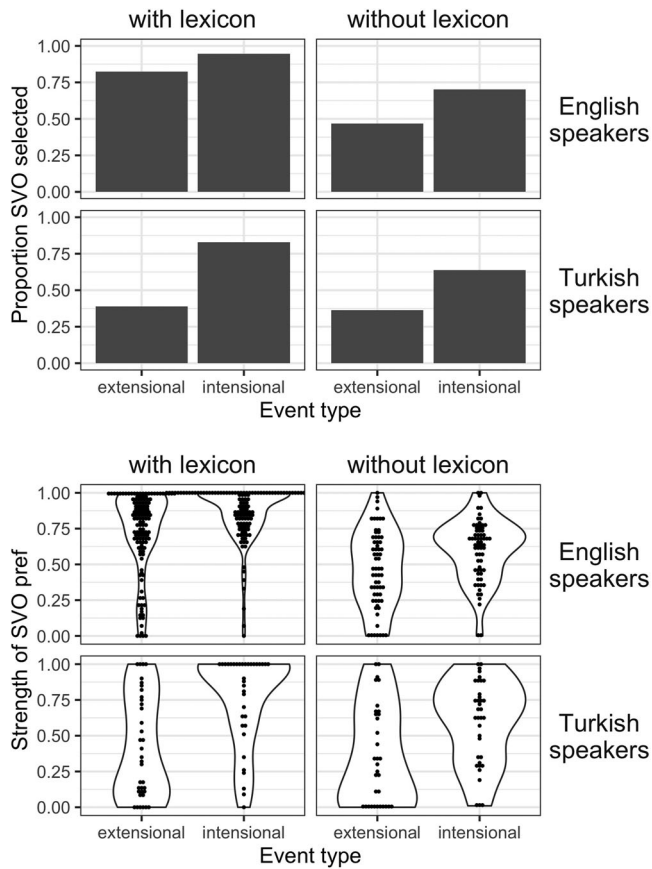 with lexicon
without lexicon
1.00
0.75
0.50
0.25
0.00
English
speakers
Proportion SVO selected
1.00
0.75
0.50
0.25
0.00
Turkish
speakers
extensional
intensional
extensional
intensional
Event type
with lexicon
without lexicon
1.00
0.75
0.50
0.25
0.00
English
speakers
Strength of SVO pref
1.00
0.75
0.50
0.25
0.00
Turkish
speakers
extensional
intensional
extensional
intensional
Event type